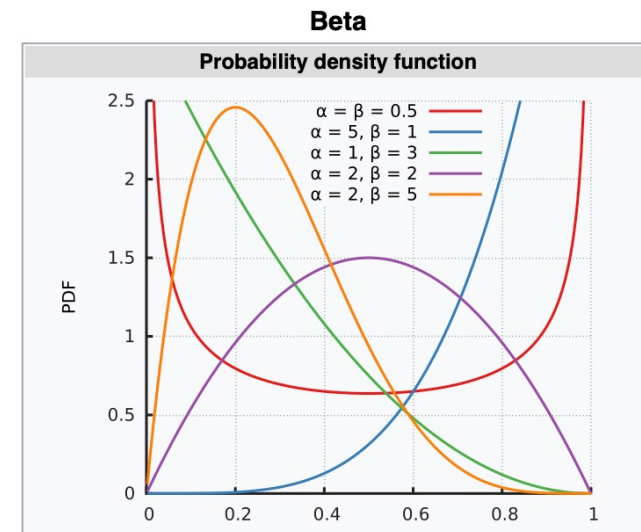 Beta
Probability density function
2.5
2
1.5
1
0.5
0
PDF
α = β = 0.5
α = 5, β = 1
α = 1, β = 3
α = 2, β = 2
α = 2, β = 5
0 0.2 0.4 0.6 0.8 1